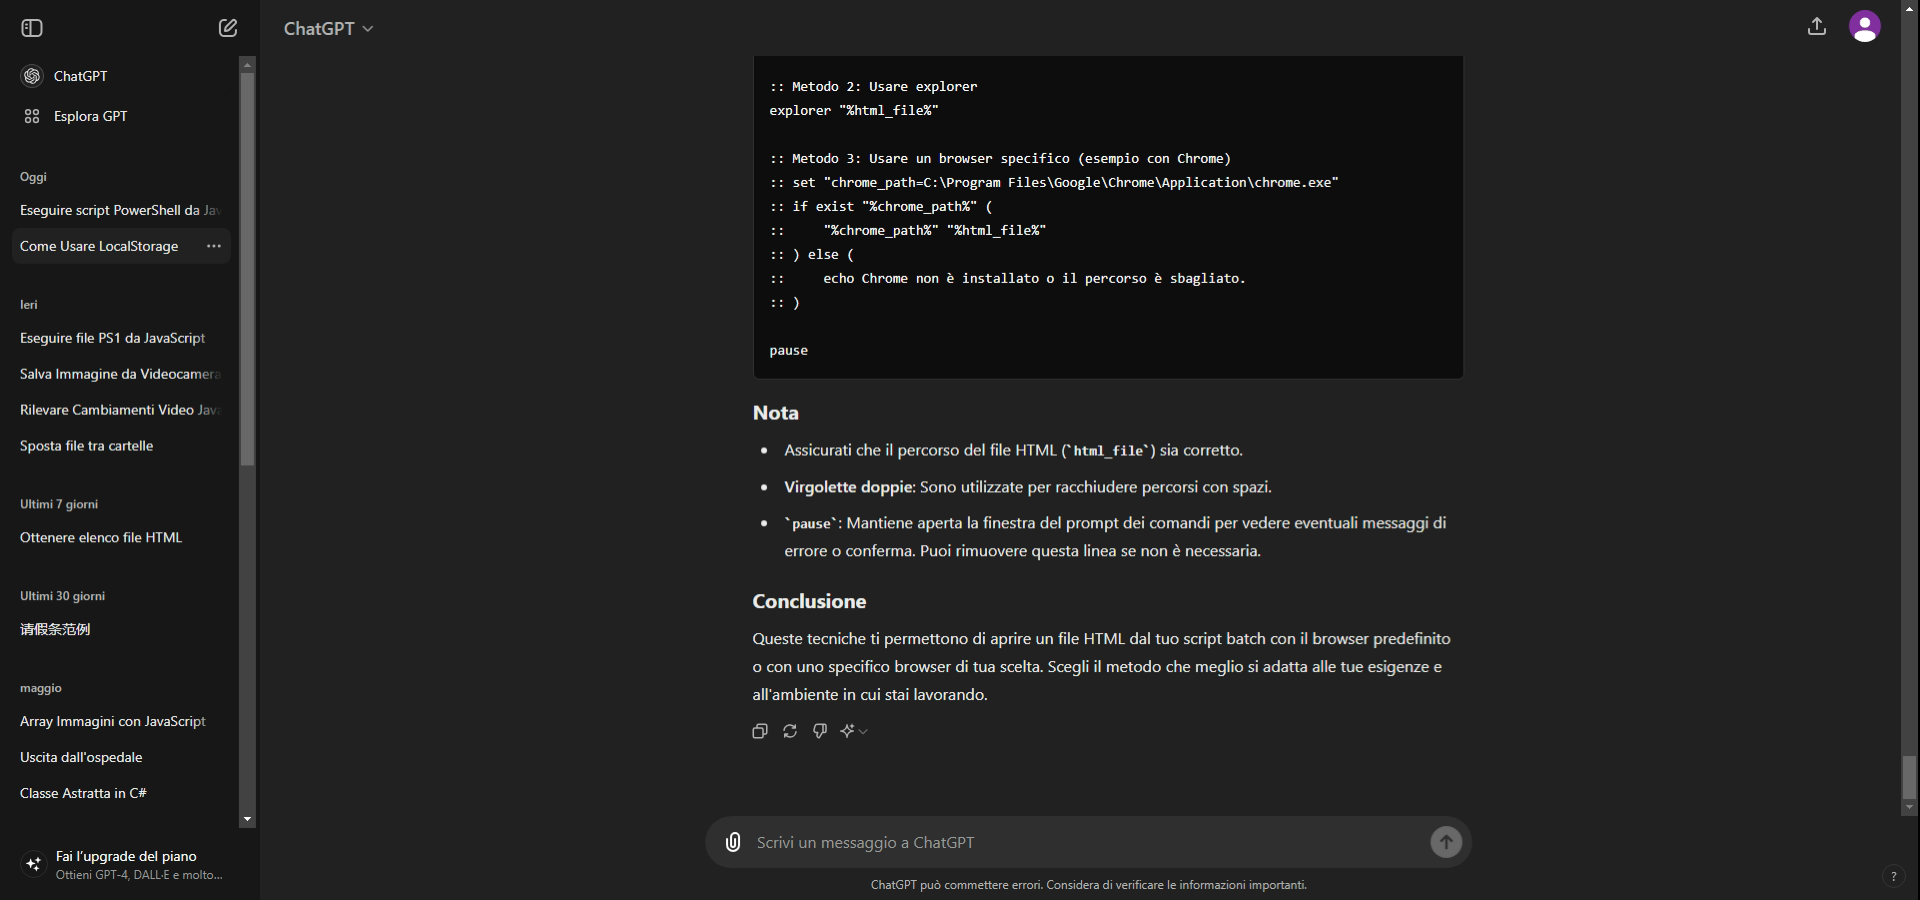 ChatGPT
Esplora GPT
Oggi
Eseguire script PowerShell da Jav
Come Usare LocalStorage
Ieri
Eseguire file PS1 da JavaScript
Salva Immagine da Videocamera
Rilevare Cambiamenti Video Java
Sposta file tra cartelle
Ultimi 7 giorni
Ottenere elenco file HTML
Ultimi 30 giorni
请假条范例
maggio
Array Immagini con JavaScript
Uscita dall'ospedale
Classe Astratta in C#
Fai l'upgrade del piano
Ottieni GPT-4, DALL·E e molto...
ChatGPT
:: Metodo 2: Usare explorer
explorer "%html_file%"
:: Metodo 3: Usare un browser specifico (esempio con Chrome)
:: set "chrome_path=C:\Program Files\Google\Chrome\Application\chrome.exe"
:: if exist "%chrome_path%" (
::     "%chrome_path%" "%html_file%"
:: ) else (
::     echo Chrome non è installato o il percorso è sbagliato.
:: )
pause
Nota
• Assicurati che il percorso del file HTML (`html_file`) sia corretto.
• Virgolette doppie: Sono utilizzate per racchiudere percorsi con spazi.
• `pause`: Mantiene aperta la finestra del prompt dei comandi per vedere eventuali messaggi di
errore o conferma. Puoi rimuovere questa linea se non è necessaria.
Conclusione
Queste tecniche ti permettono di aprire un file HTML dal tuo script batch con il browser predefinito
o con uno specifico browser di tua scelta. Scegli il metodo che meglio si adatta alle tue esigenze e
all'ambiente in cui stai lavorando.
Scrivi un messaggio a ChatGPT
ChatGPT può commettere errori. Considera di verificare le informazioni importanti.
?